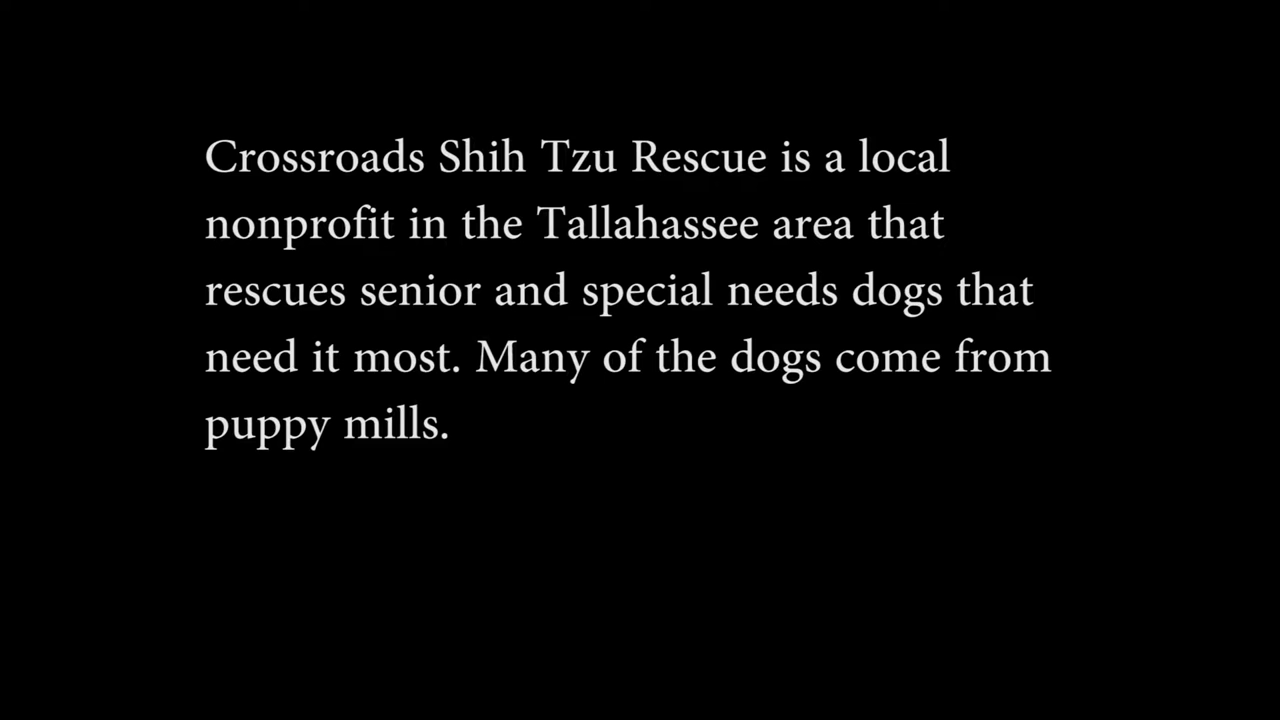 Crossroads Shih Tzu Rescue is a local
nonprofit in the Tallahassee area that
rescues senior and special needs dogs that
need it most. Many of the dogs come from
puppy mills.